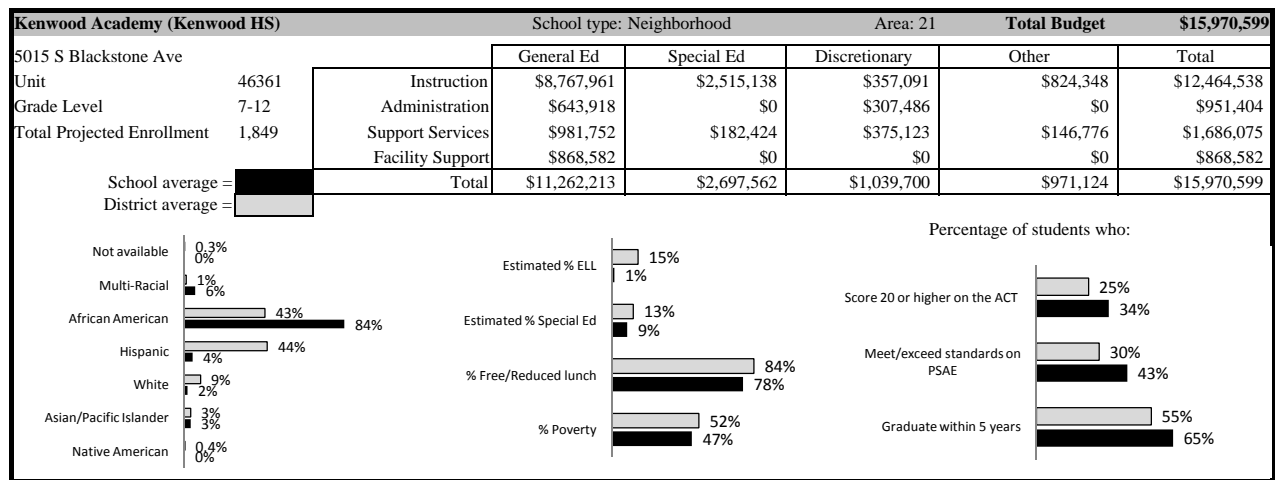 Kenwood Academy (Kenwood HS) School type: Neighborhood Area: 21 Total Budget $15,970,599
5015 S Blackstone Ave General Ed Special Ed Discretionary Other Total
Unit 46361 Instruction $8,767,961 $2,515,138 $357,091 $824,348 $12,464,538
Grade Level 7-12 Administration $643,918 $0 $307,486 $0 $951,404
Total Projected Enrollment 1,849 Support Services $981,752 $182,424 $375,123 $146,776 $1,686,075
Facility Support $868,582 $0 $0 $0 $868,582
School average = Total $11,262,213 $2,697,562 $1,039,700 $971,124 $15,970,599
District average =
Not available 0.3%
0%
Multi-Racial 1%
6%
African American 43%
84%
Hispanic 44%
4%
White 9%
2%
Asian/Pacific Islander 3%
3%
Native American 0.4%
0%
Estimated % ELL 15%
1%
Estimated % Special Ed 13%
9%
% Free/Reduced lunch 84%
78%
% Poverty 52%
47%
Percentage of students who:
Score 20 or higher on the ACT 25%
34%
Meet/exceed standards on 30%
PSAE 43%
Graduate within 5 years 55%
65%